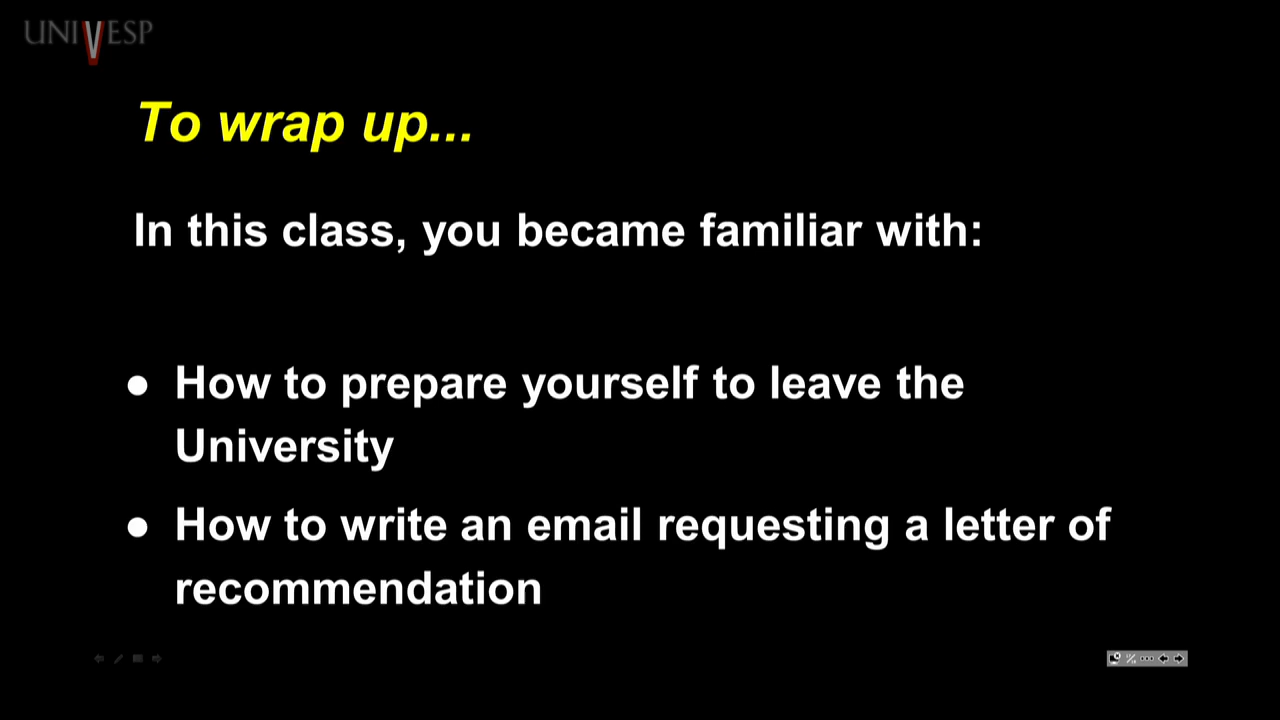 UNIVESP
To wrap up...
In this class, you became familiar with:
● How to prepare yourself to leave the
University
● How to write an email requesting a letter of
recommendation